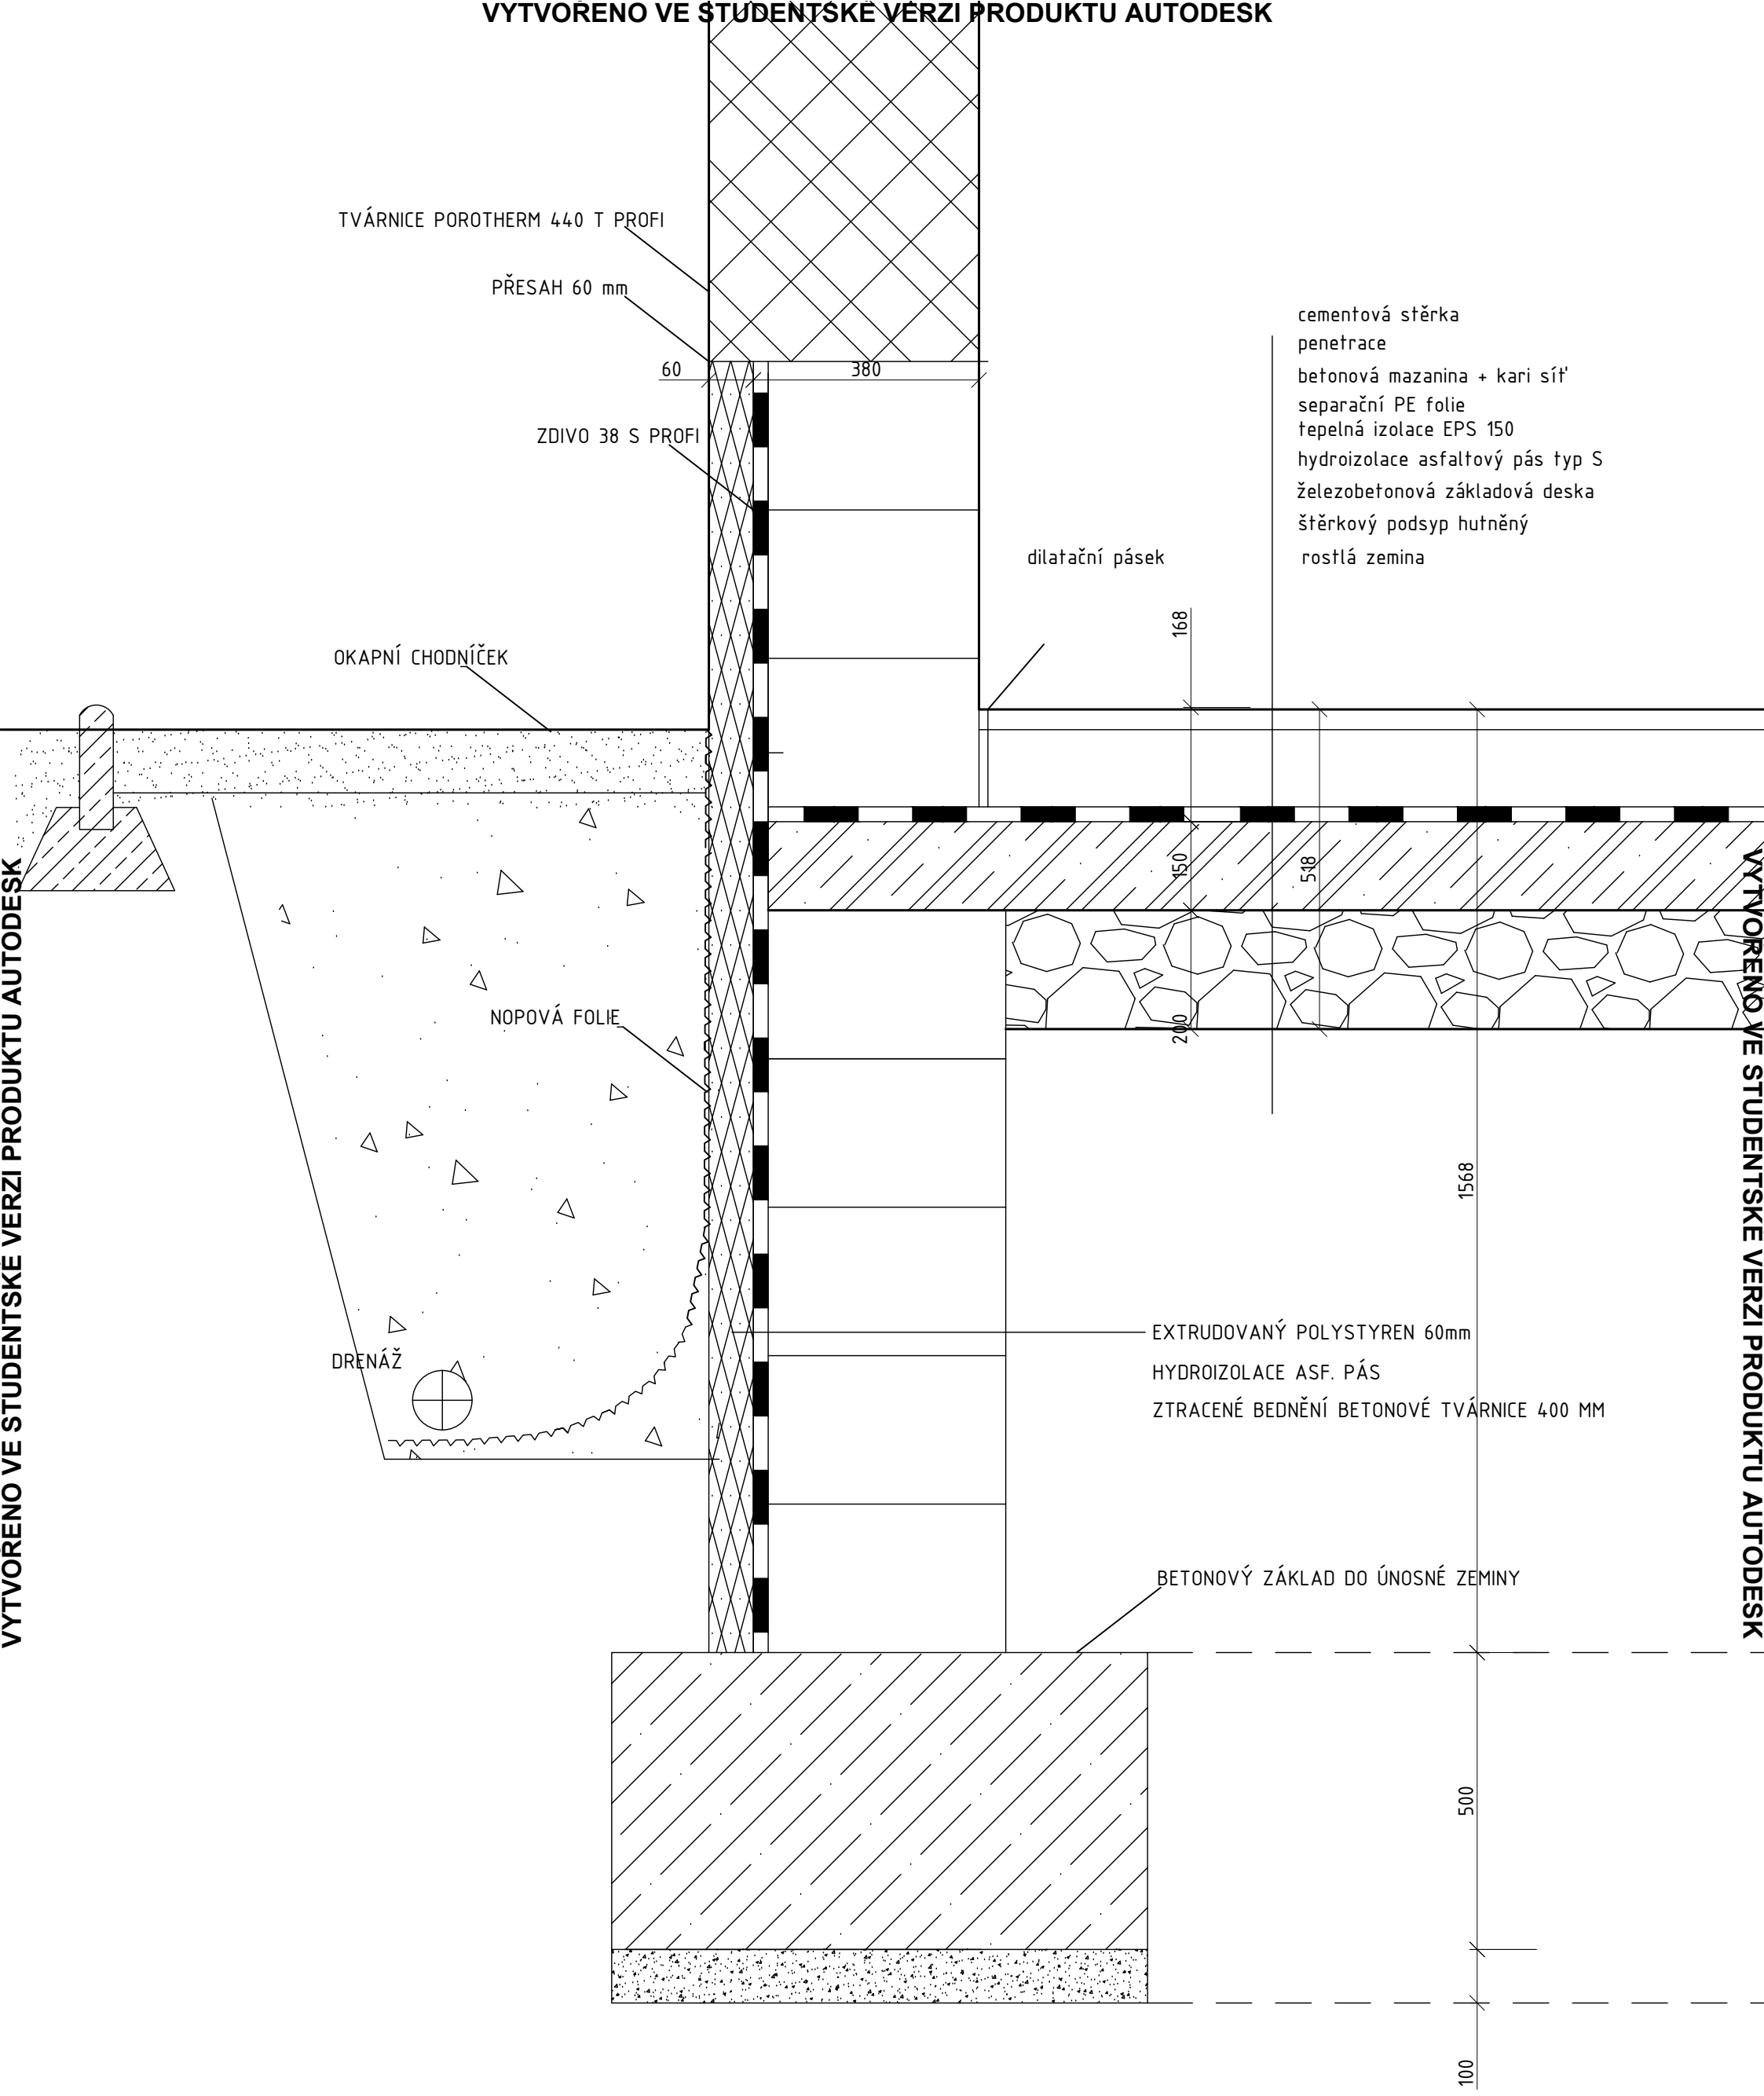 VYTVOŘENO VE STUDENTSKÉ VERZI PRODUKTU AUTODESK
TVÁRNICE POROTHERM 440 T PROFI
PŘESAH 60 mm
60
380
ZDIVO 38 S PROFI
cementová stěrka
penetrace
betonová mazanina + kari síť
separační PE folie
tepelná izolace EPS 150
hydroizolace asfaltový pás typ S
železobetonová základová deska
štěrkový podsyp hutněný
rostlá zemina
dilatační pásek
168
OKAPNÍ CHODNÍČEK
150
518
200
NOPOVÁ FOLIE
1568
DRENÁŽ
EXTRUDOVANÝ POLYSTYREN 60mm
HYDROIZOLACE ASF. PÁS
ZTRACENÉ BEDNĚNÍ BETONOVÉ TVÁRNICE 400 MM
BETONOVÝ ZÁKLAD DO ÚNOSNÉ ZEMINY
500
100
VYTVOŘENO VE STUDENTSKÉ VERZI PRODUKTU AUTODESK
VYTVOŘENO VE STUDENTSKÉ VERZI PRODUKTU AUTODESK